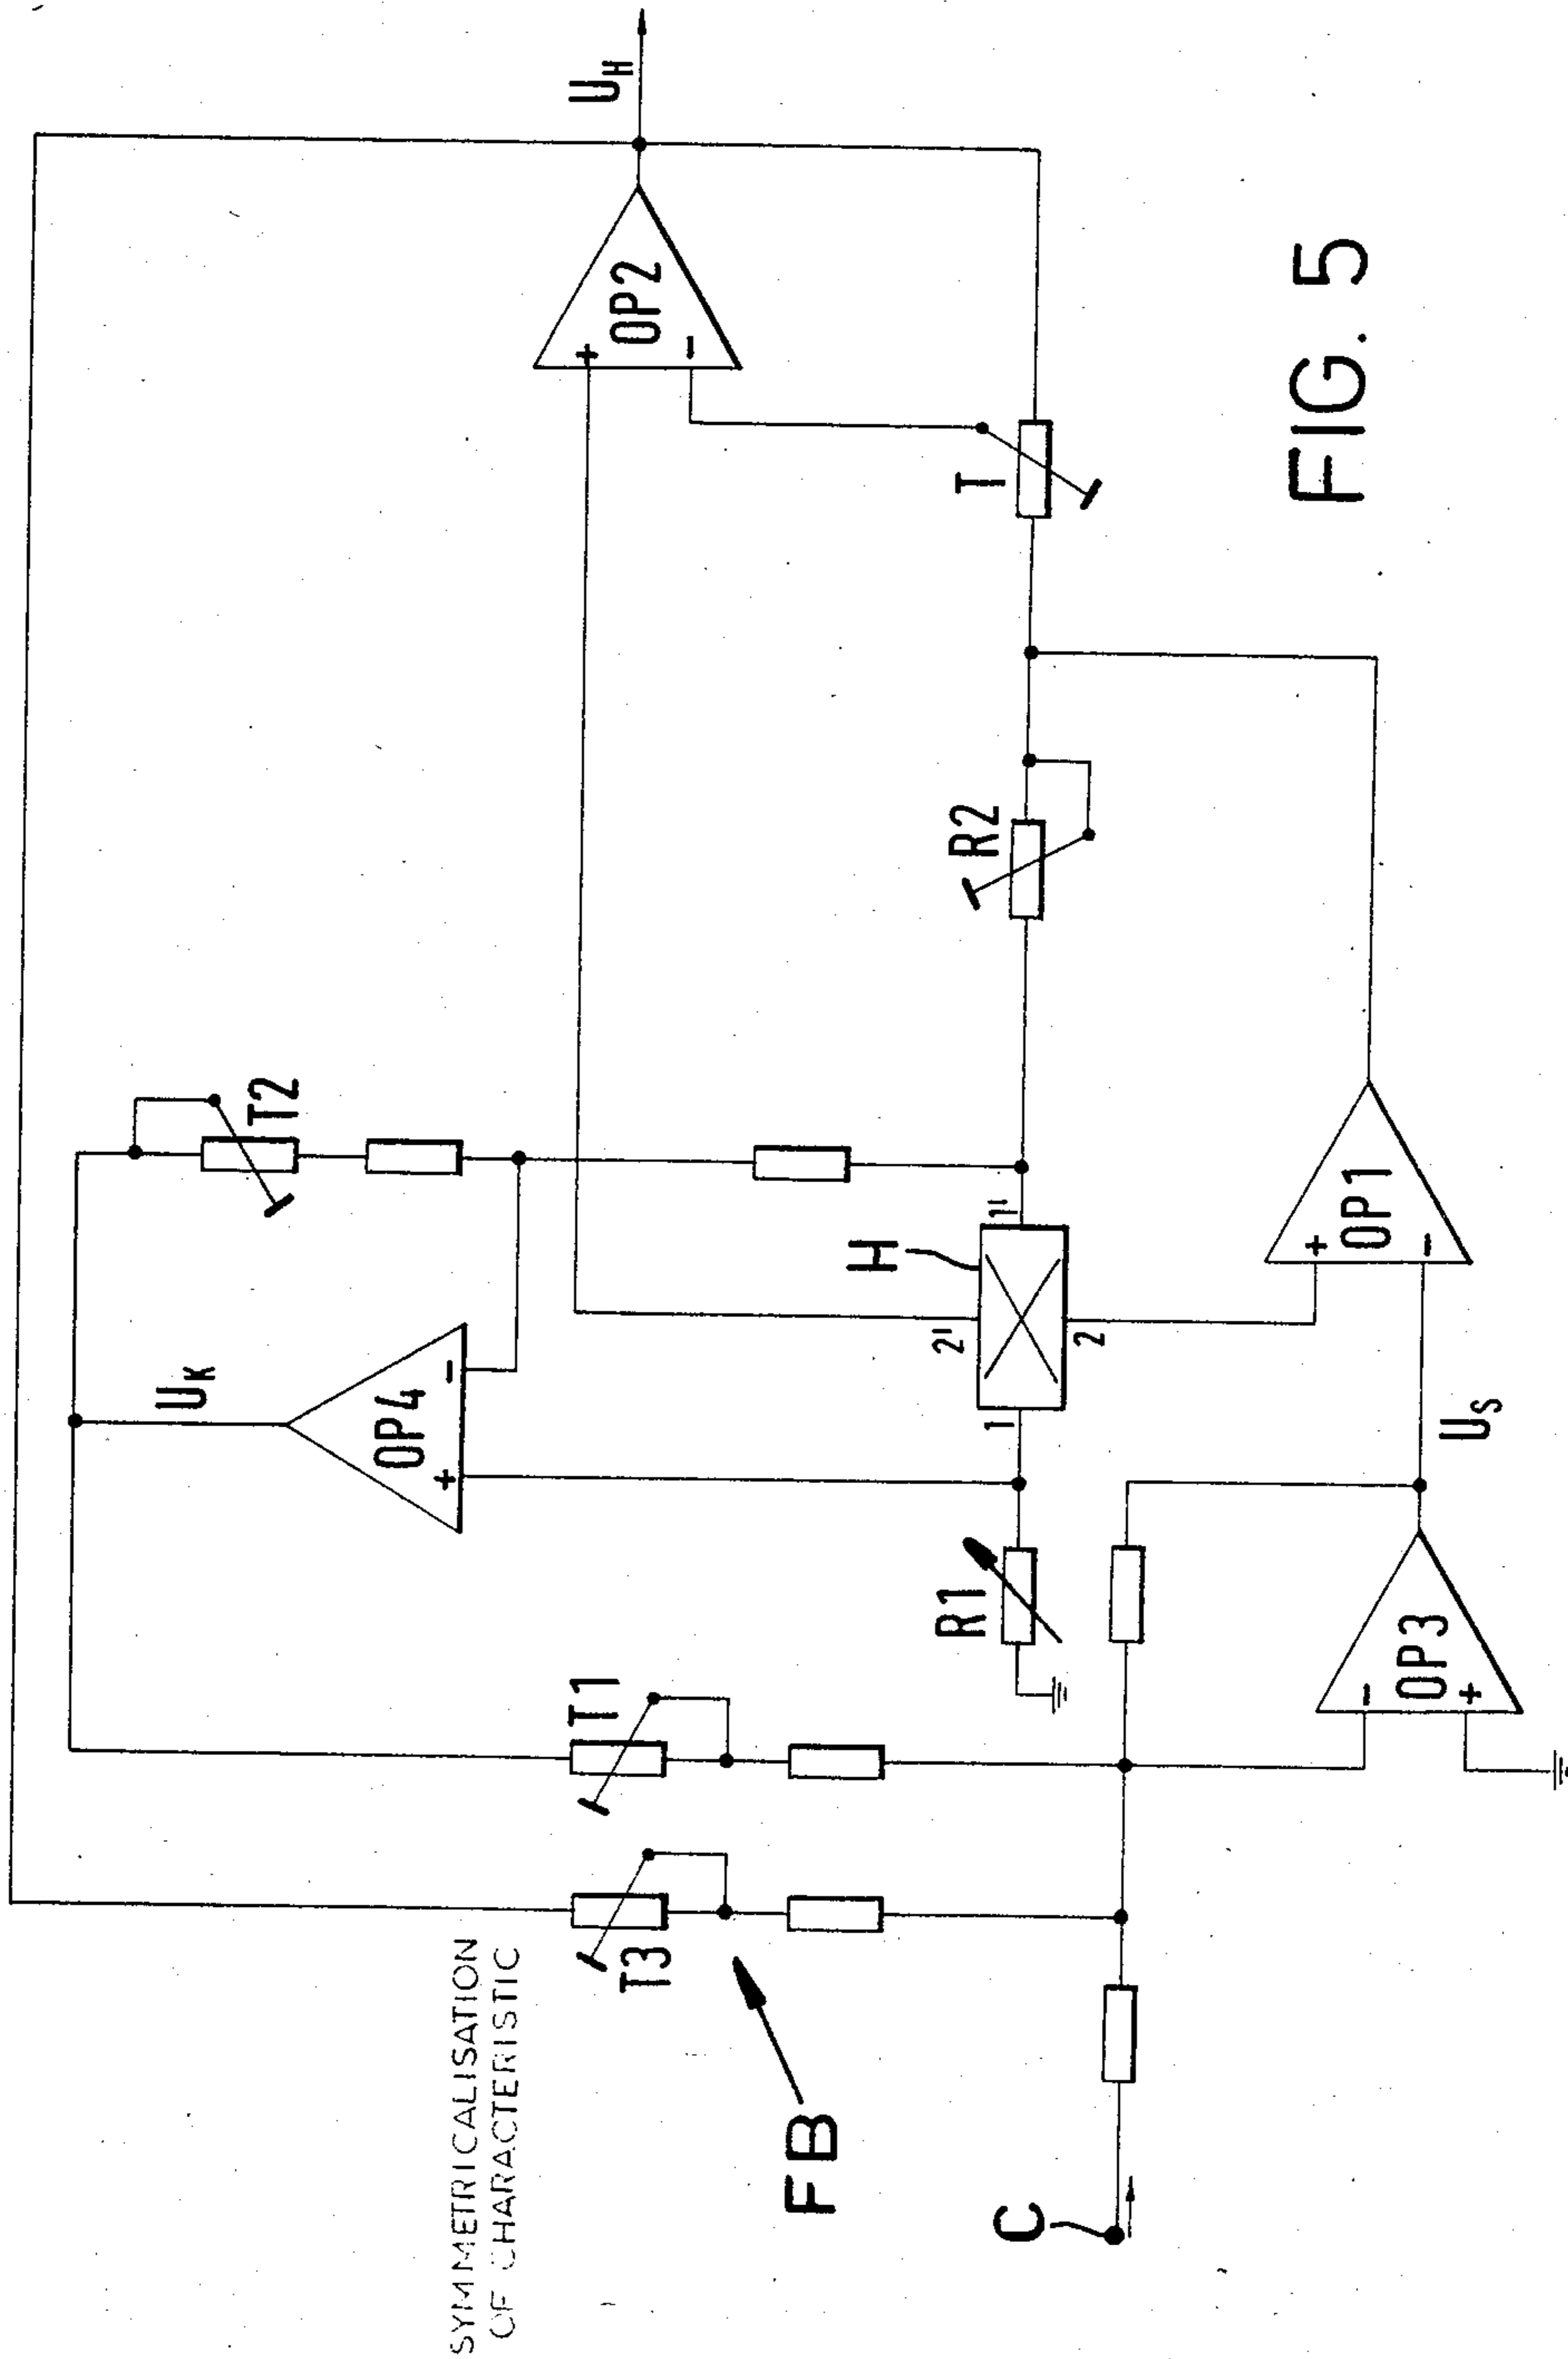 SYMMETRICALISATION
OF CHARACTERISTIC
FB
C
T3
T1
T2
R1
R2
T
H
1
1'
2
2'
+
-
OP4
U_K
-
+
OP3
U_S
+
-
OP1
+
-
OP2
U_H
FIG. 5